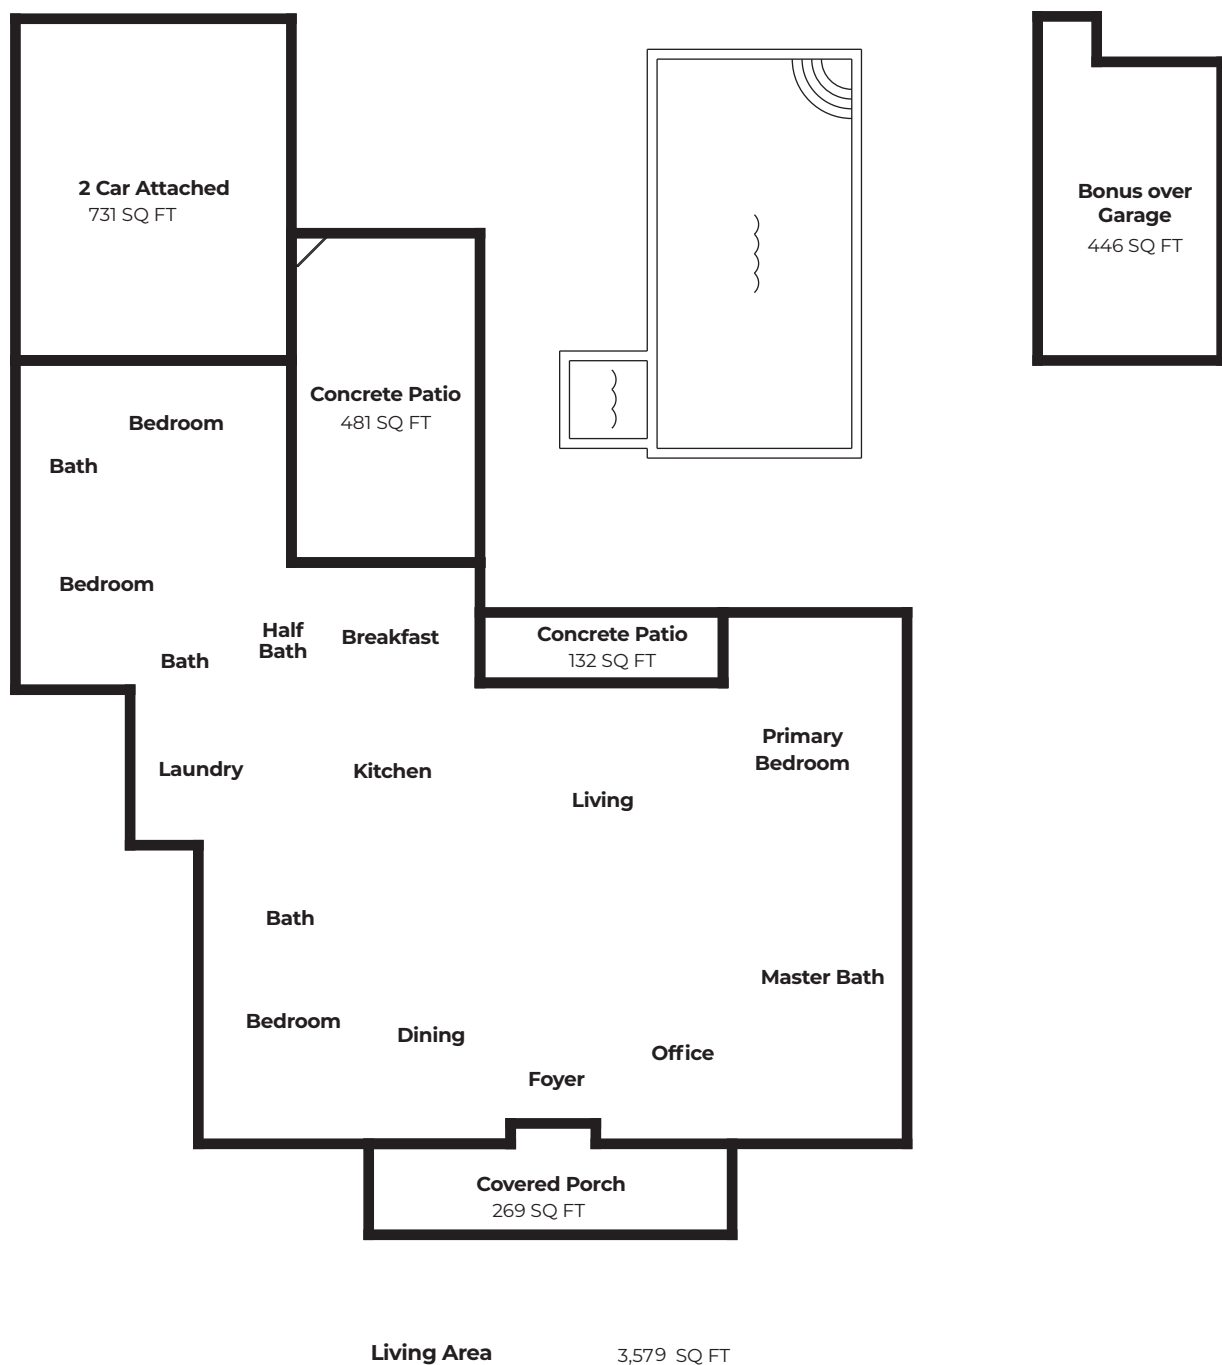 2 Car Attached
731 SQ FT
Bonus over
Garage
446 SQ FT
Concrete Patio
481 SQ FT
Bedroom
Bath
Bedroom
Half
Bath
Breakfast
Bath
Concrete Patio
132 SQ FT
Primary
Bedroom
Laundry
Kitchen
Living
Bath
Master Bath
Bedroom
Dining
Office
Foyer
Covered Porch
269 SQ FT
Living Area 3,579 SQ FT